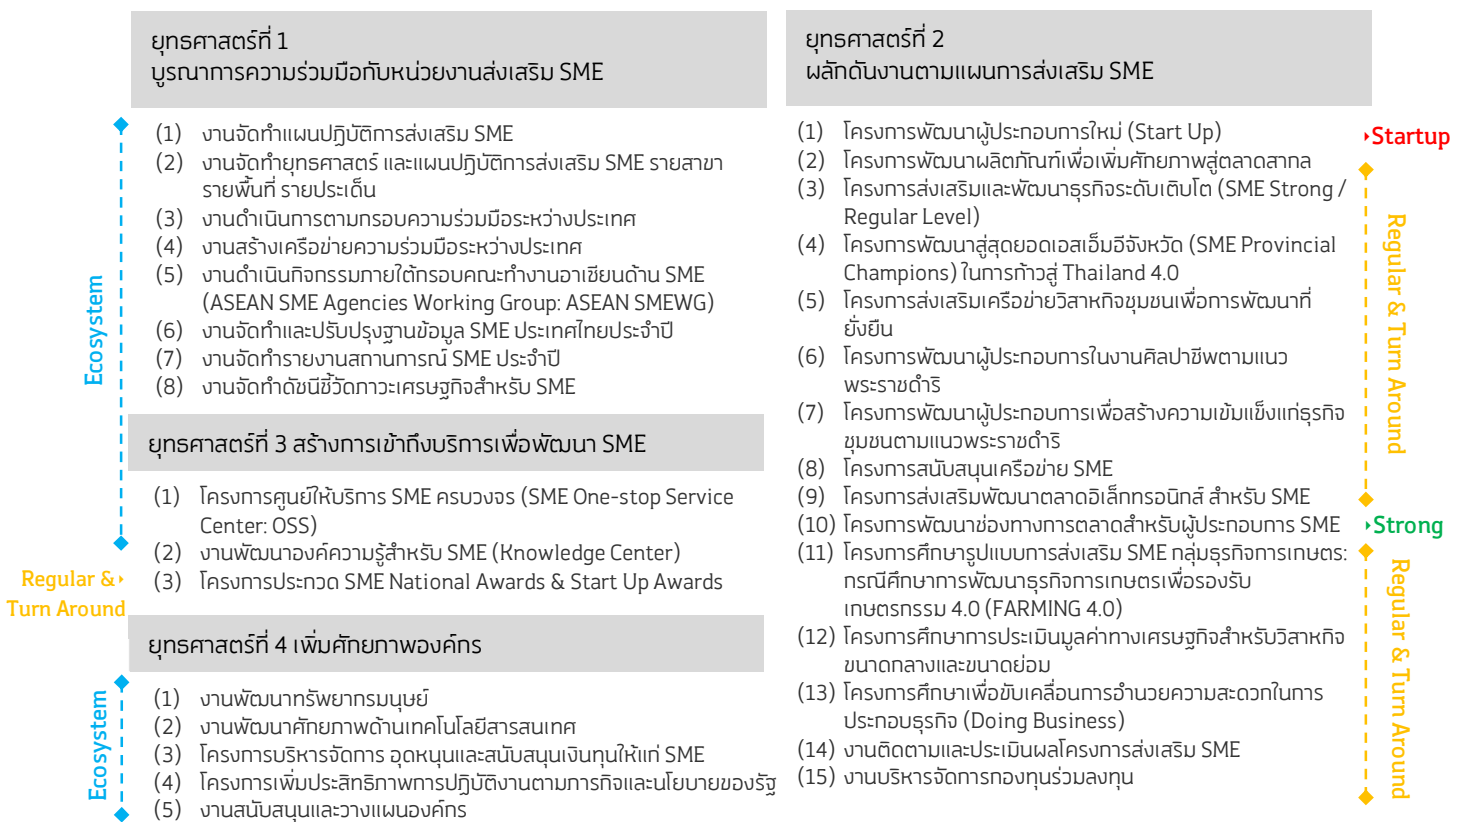 ยุทธศาสตร์ที่ 1
บูรณาการความร่วมมือกับหน่วยงานส่งเสริม SME
Ecosystem
(1) งานจัดทำแผนปฏิบัติการส่งเสริม SME
(2) งานจัดทำยุทธศาสตร์ และแผนปฏิบัติการส่งเสริม SME รายสาขา
รายพื้นที่ รายประเด็น
(3) งานดำเนินการตามกรอบความร่วมมือระหว่างประเทศ
(4) งานสร้างเครือข่ายความร่วมมือระหว่างประเทศ
(5) งานดำเนินกิจกรรมภายใต้กรอบคณะทำงานอาเซียนด้าน SME
(ASEAN SME Agencies Working Group: ASEAN SMEWG)
(6) งานจัดทำและปรับปรุงฐานข้อมูล SME ประเทศไทยประจำปี
(7) งานจัดทำรายงานสถานการณ์ SME ประจำปี
(8) งานจัดทำดัชนีชี้วัดภาวะเศรษฐกิจสำหรับ SME
ยุทธศาสตร์ที่ 3 สร้างการเข้าถึงบริการเพื่อพัฒนา SME
(1) โครงการศูนย์ให้บริการ SME ครบวงจร (SME One-stop Service
Center: OSS)
(2) งานพัฒนาองค์ความรู้สำหรับ SME (Knowledge Center)
(3) โครงการประกวด SME National Awards & Start Up Awards
Regular &
Turn Around
ยุทธศาสตร์ที่ 4 เพิ่มศักยภาพองค์กร
Ecosystem
(1) งานพัฒนาทรัพยากรมนุษย์
(2) งานพัฒนาศักยภาพด้านเทคโนโลยีสารสนเทศ
(3) โครงการบริหารจัดการ อุดหนุนและสนับสนุนเงินทุนให้แก่ SME
(4) โครงการเพิ่มประสิทธิภาพการปฏิบัติงานตามภารกิจและนโยบายของรัฐ
(5) งานสนับสนุนและวางแผนองค์กร
ยุทธศาสตร์ที่ 2
ผลักดันงานตามแผนการส่งเสริม SME
(1) โครงการพัฒนาผู้ประกอบการใหม่ (Start Up)
(2) โครงการพัฒนาผลิตภัณฑ์เพื่อเพิ่มศักยภาพสู่ตลาดสากล
(3) โครงการส่งเสริมและพัฒนาธุรกิจระดับเติบโต (SME Strong /
Regular Level)
(4) โครงการพัฒนาสู่สุดยอดเอสเอ็มอีจังหวัด (SME Provincial
Champions) ในการก้าวสู่ Thailand 4.0
(5) โครงการส่งเสริมเครือข่ายวิสาหกิจชุมชนเพื่อการพัฒนาที่
ยั่งยืน
(6) โครงการพัฒนาผู้ประกอบการในงานศิลปาชีพตามแนว
พระราชดำริ
(7) โครงการพัฒนาผู้ประกอบการเพื่อสร้างความเข้มแข็งแก่ธุรกิจ
ชุมชนตามแนวพระราชดำริ
(8) โครงการสนับสนุนเครือข่าย SME
(9) โครงการส่งเสริมพัฒนาตลาดอิเล็กทรอนิกส์ สำหรับ SME
(10) โครงการพัฒนาช่องทางการตลาดสำหรับผู้ประกอบการ SME
(11) โครงการศึกษารูปแบบการส่งเสริม SME กลุ่มธุรกิจการเกษตร:
กรณีศึกษาการพัฒนาธุรกิจการเกษตรเพื่อรองรับ
เกษตรกรรม 4.0 (FARMING 4.0)
(12) โครงการศึกษาการประเมินมูลค่าทางเศรษฐกิจสำหรับวิสาหกิจ
ขนาดกลางและขนาดย่อม
(13) โครงการศึกษาเพื่อขับเคลื่อนการอำนวยความสะดวกในการ
ประกอบธุรกิจ (Doing Business)
(14) งานติดตามและประเมินผลโครงการส่งเสริม SME
(15) งานบริหารจัดการกองทุนร่วมลงทุน
Startup
Regular & Turn Around
Strong
Regular & Turn Around